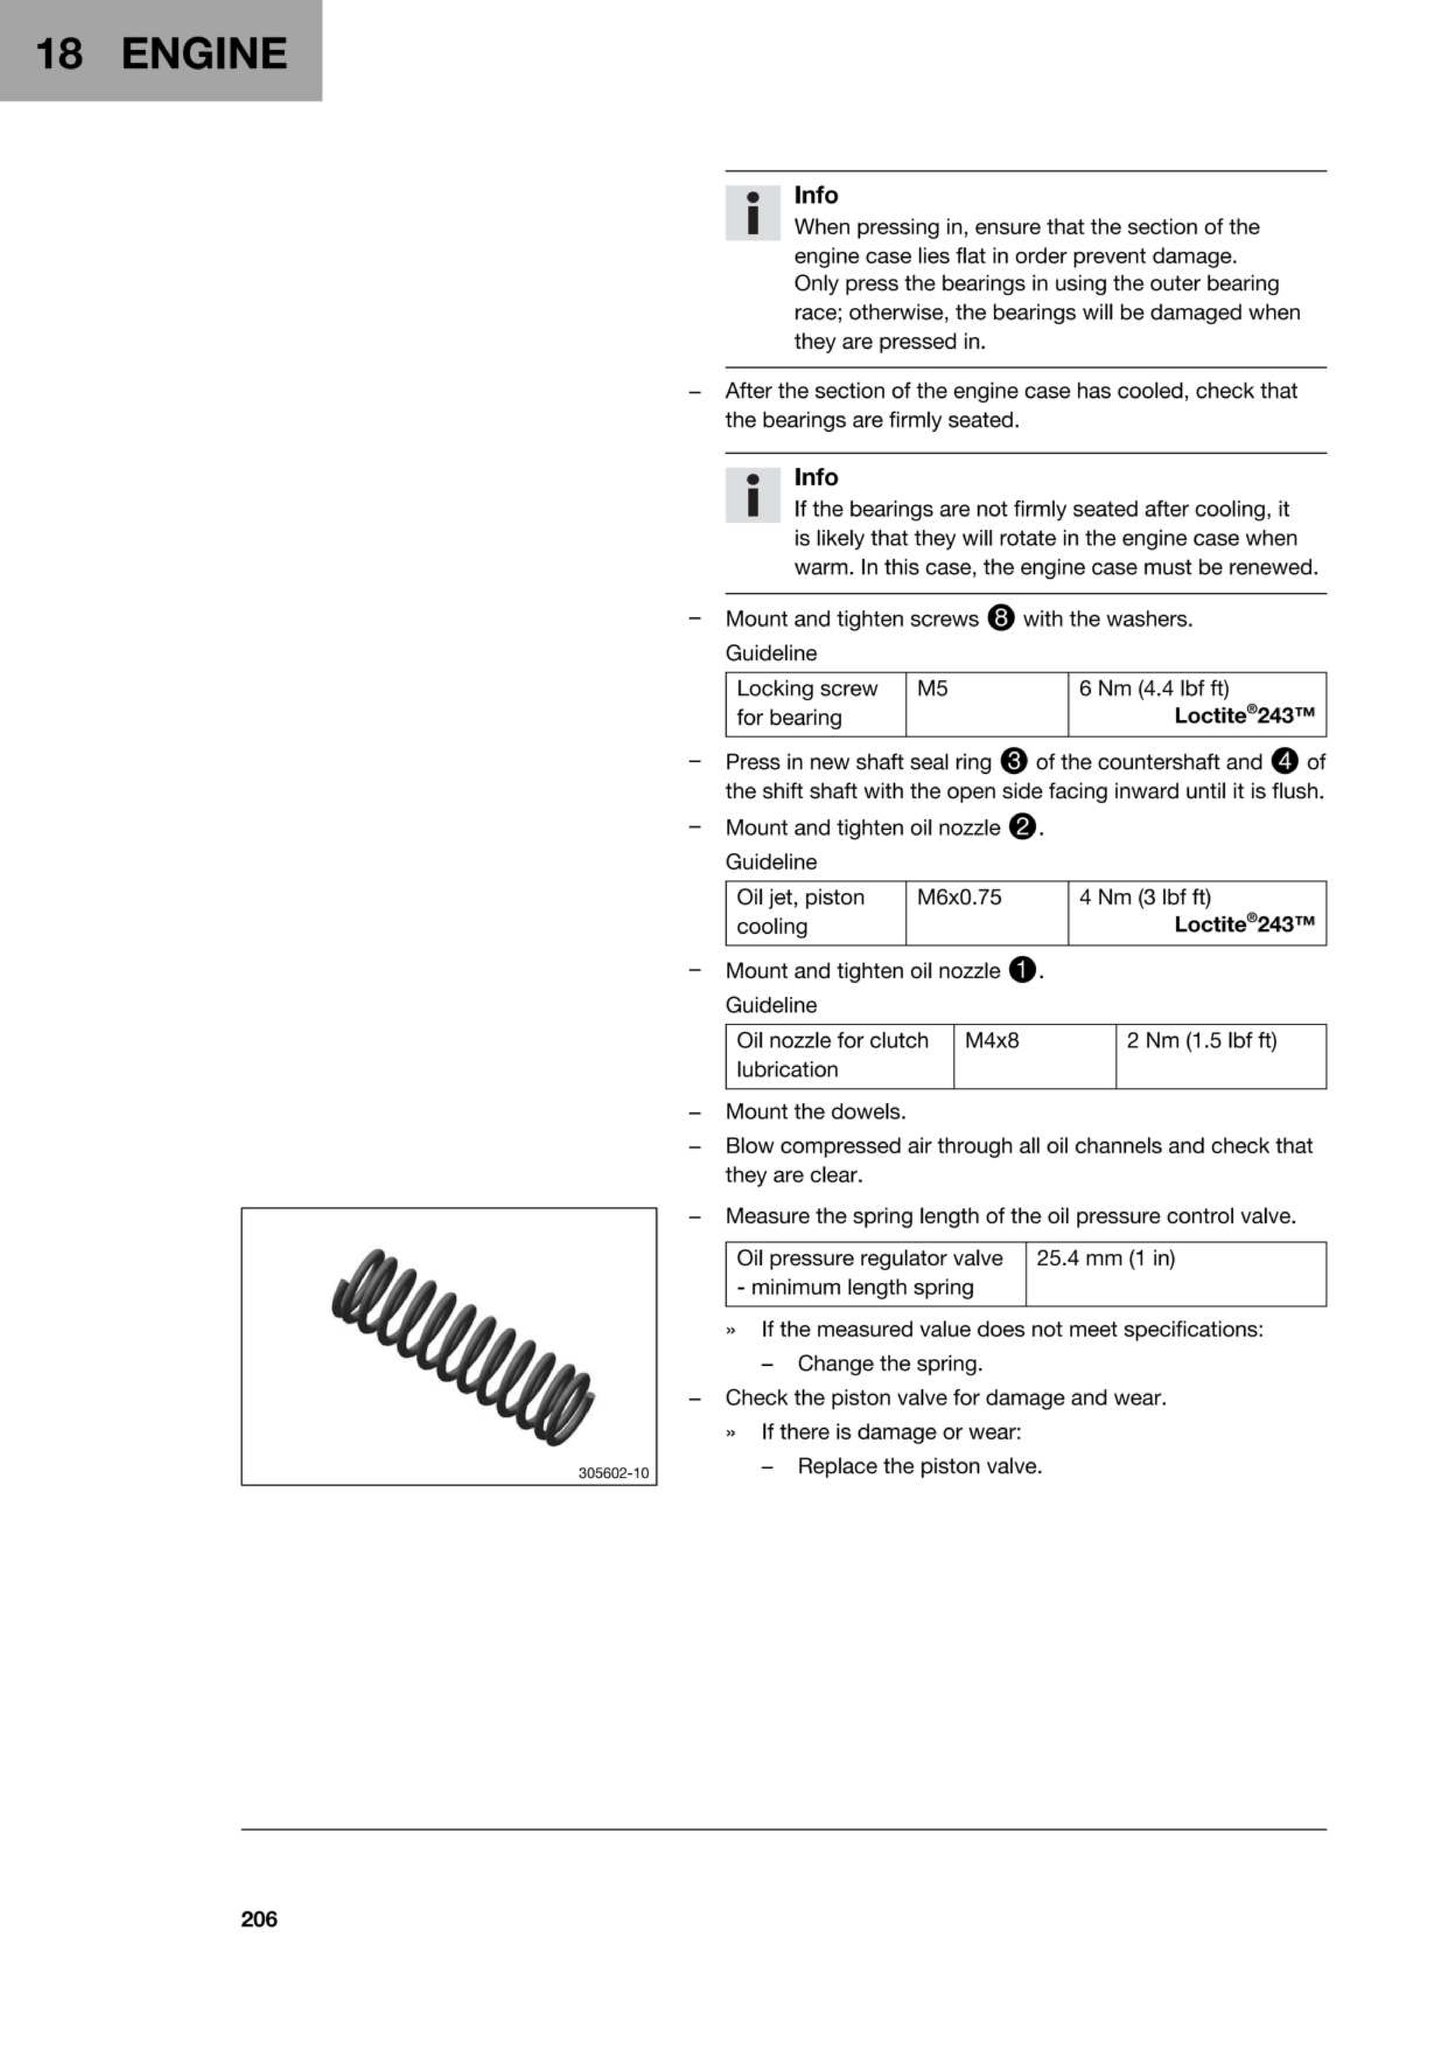 18 ENGINE
Info
When pressing in, ensure that the section of the
engine case lies flat in order prevent damage.
Only press the bearings in using the outer bearing
race; otherwise, the bearings will be damaged when
they are pressed in.
– After the section of the engine case has cooled, check that
the bearings are firmly seated.
Info
If the bearings are not firmly seated after cooling, it
is likely that they will rotate in the engine case when
warm. In this case, the engine case must be renewed.
– Mount and tighten screws ❽ with the washers.
Guideline
Locking screw M5 6 Nm (4.4 lbf ft)
for bearing Loctite®243™
– Press in new shaft seal ring ❸ of the countershaft and ❹ of
the shift shaft with the open side facing inward until it is flush.
– Mount and tighten oil nozzle ❷.
Guideline
Oil jet, piston M6x0.75 4 Nm (3 lbf ft)
cooling Loctite®243™
– Mount and tighten oil nozzle ❶.
Guideline
Oil nozzle for clutch M4x8 2 Nm (1.5 lbf ft)
lubrication
– Mount the dowels.
– Blow compressed air through all oil channels and check that
they are clear.
– Measure the spring length of the oil pressure control valve.
Oil pressure regulator valve 25.4 mm (1 in)
- minimum length spring
» If the measured value does not meet specifications:
– Change the spring.
– Check the piston valve for damage and wear.
» If there is damage or wear:
– Replace the piston valve.
305602-10
206